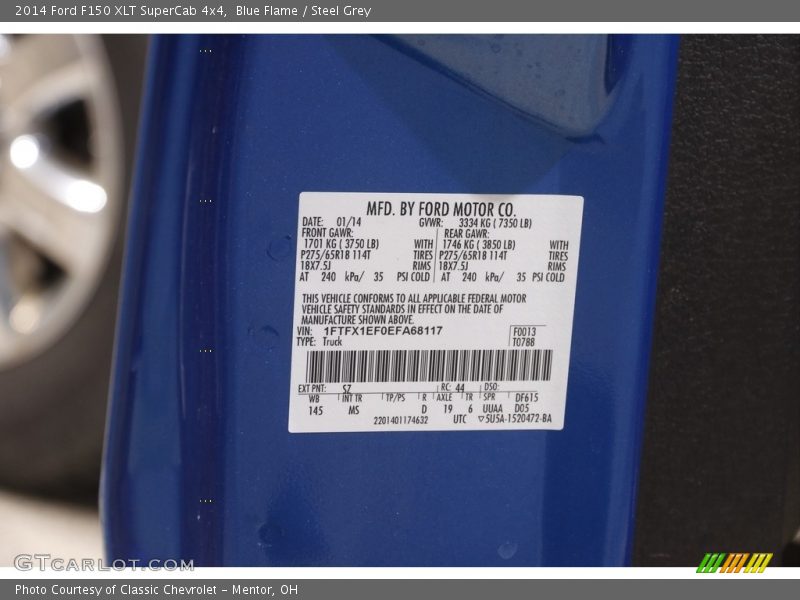 2014 Ford F150 XLT SuperCab 4x4,  Blue Flame / Steel Grey
MFD. BY FORD MOTOR CO.
DATE: 01/14 GVWR: 3334 KG ( 7350 LB)
FRONT GAWR: REAR GAWR:
1701 KG ( 3750 LB) WITH 1746 KG ( 3850 LB) WITH
P275/65R18 114T TIRES P275/65R18 114T TIRES
18X7.5J RIMS 18X7.5J RIMS
AT 240 kPa/ 35 PSI COLD AT 240 kPa/ 35 PSI COLD
THIS VEHICLE CONFORMS TO ALL APPLICABLE FEDERAL MOTOR
VEHICLE SAFETY STANDARDS IN EFFECT ON THE DATE OF
MANUFACTURE SHOWN ABOVE.
VIN: 1FTFX1EF0EFA68117 F0013
TYPE: Truck T0788
EXT PNT: SZ RC: 44 DSO:
WB INT TR TP/PS R AXLE TR SPR DF615
145 MS D 19 6 UUAA D05
2201401174632 UTC ▽5U5A-1520472-BA
GTCARLOT.COM
Photo Courtesy of Classic Chevrolet - Mentor, OH